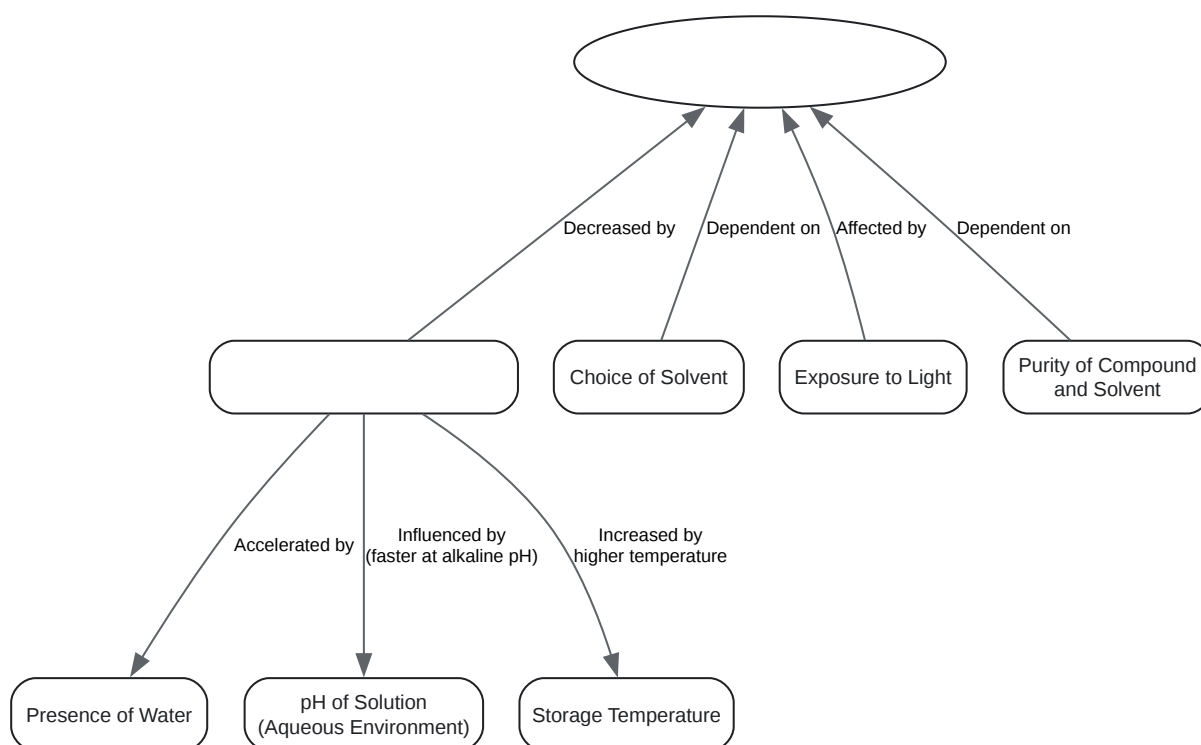 Decreased by
Dependent on
Affected by
Dependent on
Choice of Solvent
Exposure to Light
Purity of Compound
and Solvent
Accelerated by
Influenced by
(faster at alkaline pH)
Increased by
higher temperature
Presence of Water
pH of Solution
(Aqueous Environment)
Storage Temperature